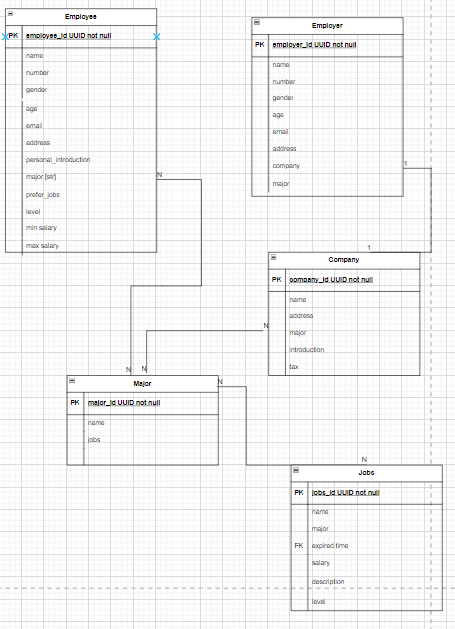 Employee
PK employee_id UUID not null
name
number
gender
age
email
address
personal_introduction
major [str]
prefer_jobs
level
min salary
max salary
N
Employer
PK employer_id UUID not null
name
number
gender
age
email
address
company
major
1
1
Company
PK company_id UUID not null
name
address
major
introduction
tax
N
N
N
Major
PK major_id UUID not null
name
jobs
N
N
Jobs
PK jobs_id UUID not null
name
major
FK expired time
salary
description
level